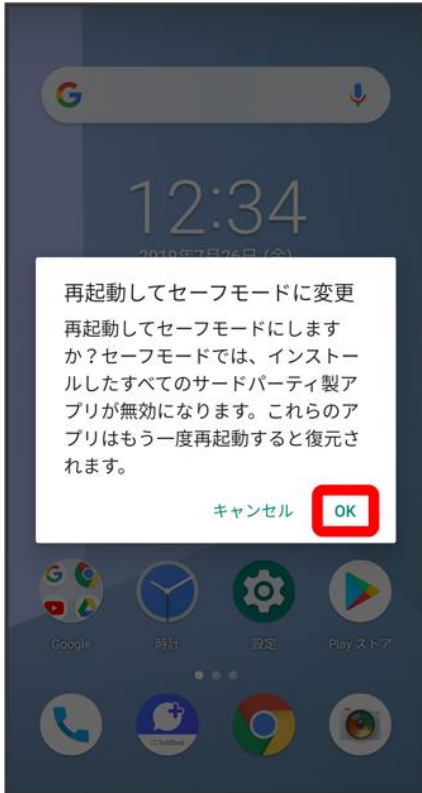 12:34
2019年7月26日 (金)
再起動してセーフモードに変更
再起動してセーフモードにします
か？セーフモードでは、インストー
ルしたすべてのサードパーティ製ア
プリが無効になります。これらのア
プリはもう一度再起動すると復元さ
れます。
キャンセル OK
Google 時計 設定 Play ストア
SoftBank